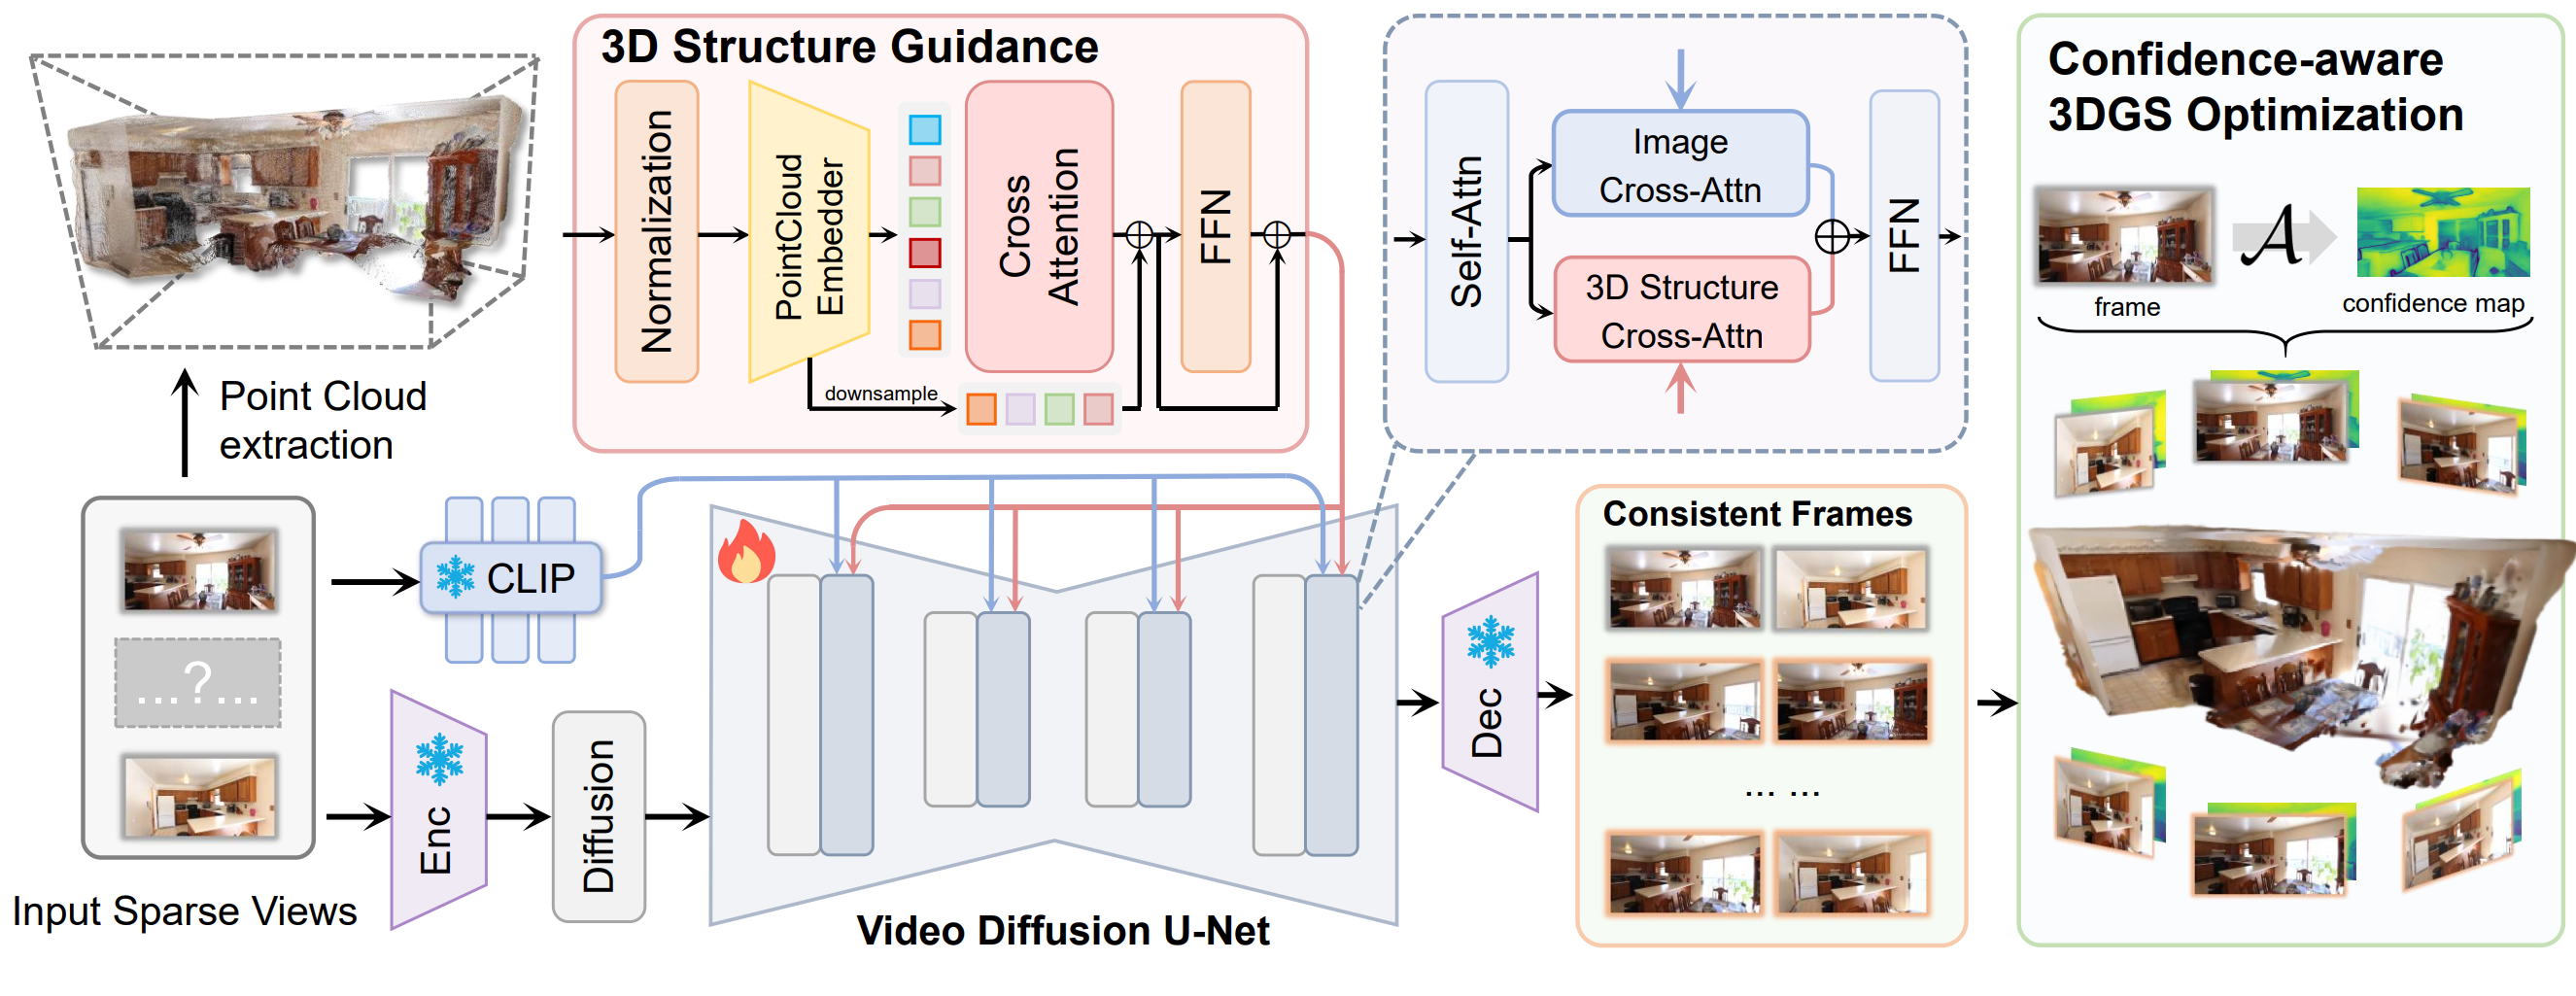 3D Structure Guidance
Normalization
PointCloud
Embedder
Cross
Attention
FFN
downsample
Self-Attn
Image
Cross-Attn
3D Structure
Cross-Attn
FFN
Confidence-aware
3DGS Optimization
A
frame
confidence map
Point Cloud
extraction
CLIP
...?...
Enc
Diffusion
Input Sparse Views
Video Diffusion U-Net
Dec
Consistent Frames
... ...